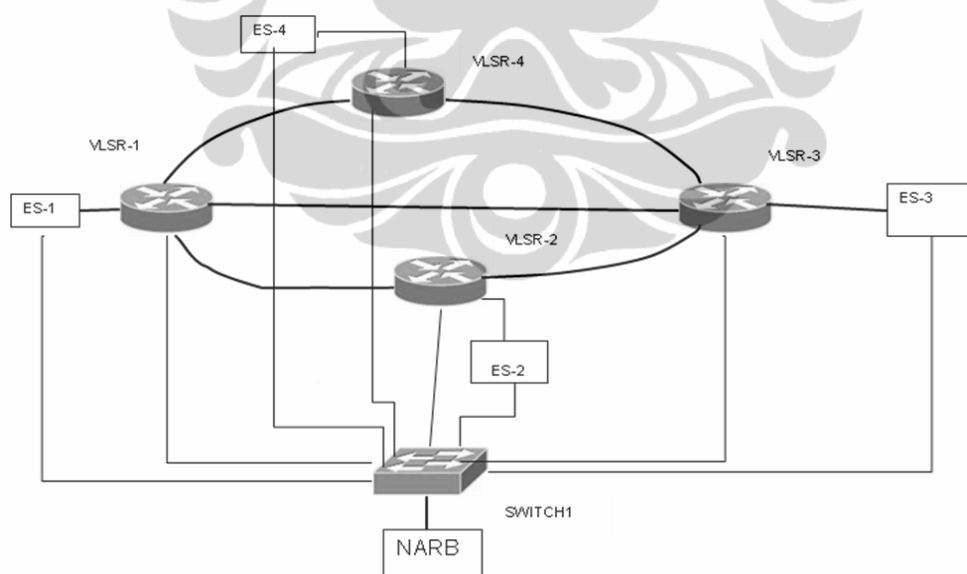 ES-4
VLSR-4
VLSR-1
VLSR-3
ES-1
ES-3
VLSR-2
ES-2
SWITCH1
NARB